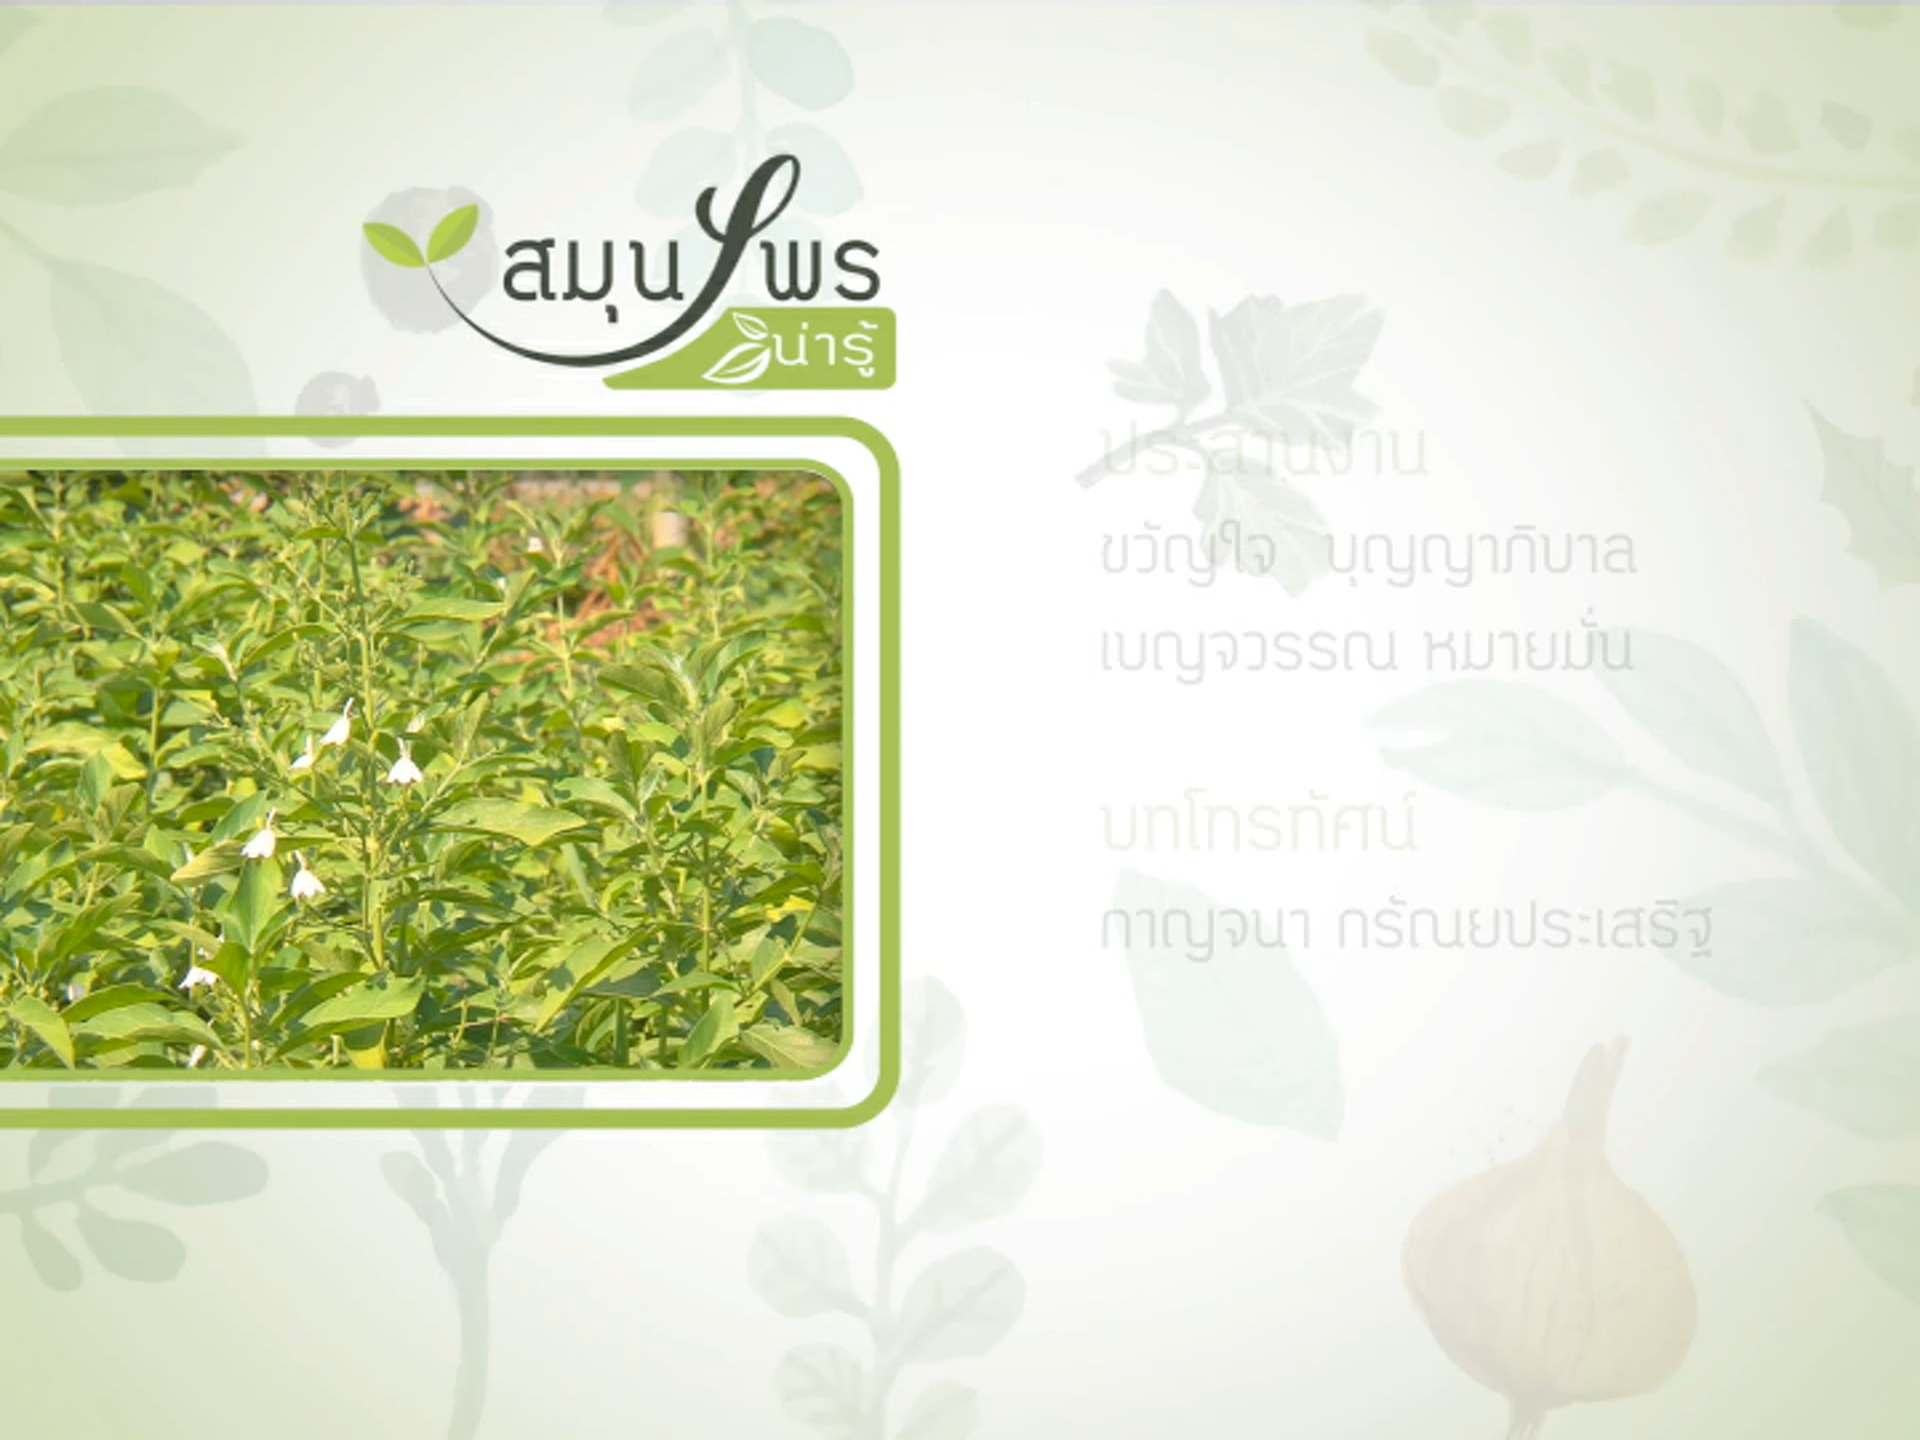 สมุนไพร
น่ารู้
ประสานงาน
ขวัญใจ บุญญาภิบาล
เบญจวรรณ หมายมั่น
บทโทรทัศน์
กาญจนา กรัณยประเสริฐ